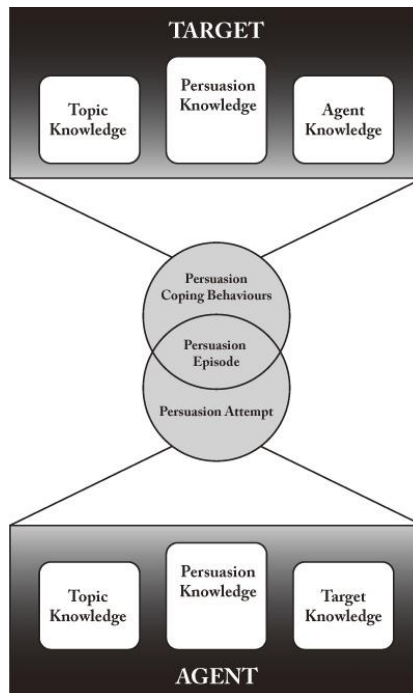 TARGET
Topic
Knowledge
Persuasion
Knowledge
Agent
Knowledge
Persuasion
Coping Behaviours
Persuasion
Episode
Persuasion Attempt
Topic
Knowledge
Persuasion
Knowledge
Target
Knowledge
AGENT